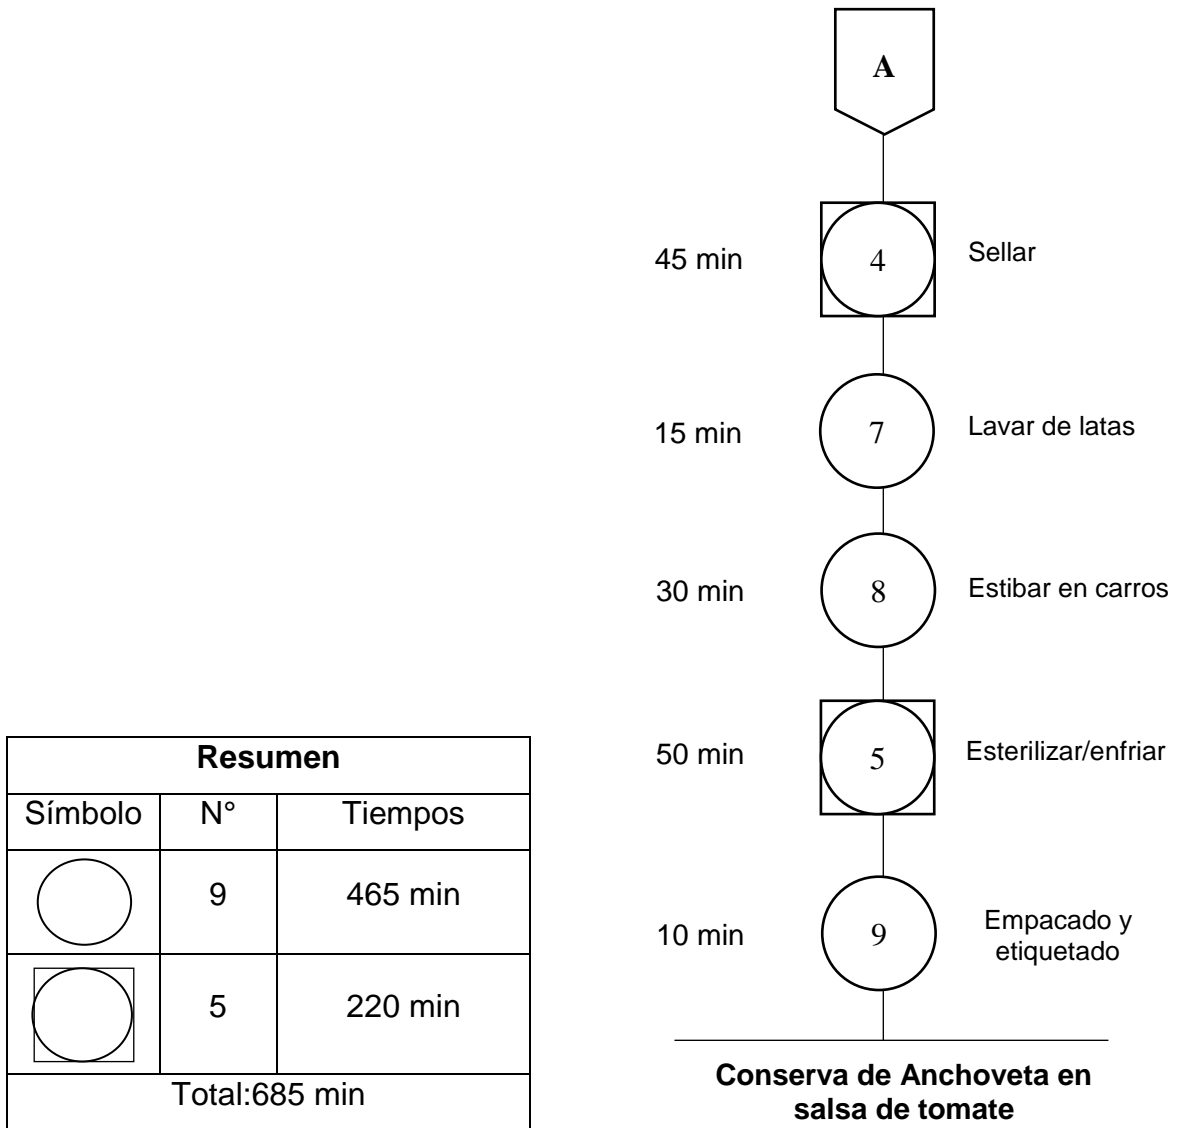 A
45 min
4
Sellar
15 min
7
Lavar de latas
30 min
8
Estibar en carros
50 min
5
Esterilizar/enfriar
10 min
9
Empacado y
etiquetado
Conserva de Anchoveta en
salsa de tomate
Resumen
Símbolo N° Tiempos
9 465 min
5 220 min
Total:685 min